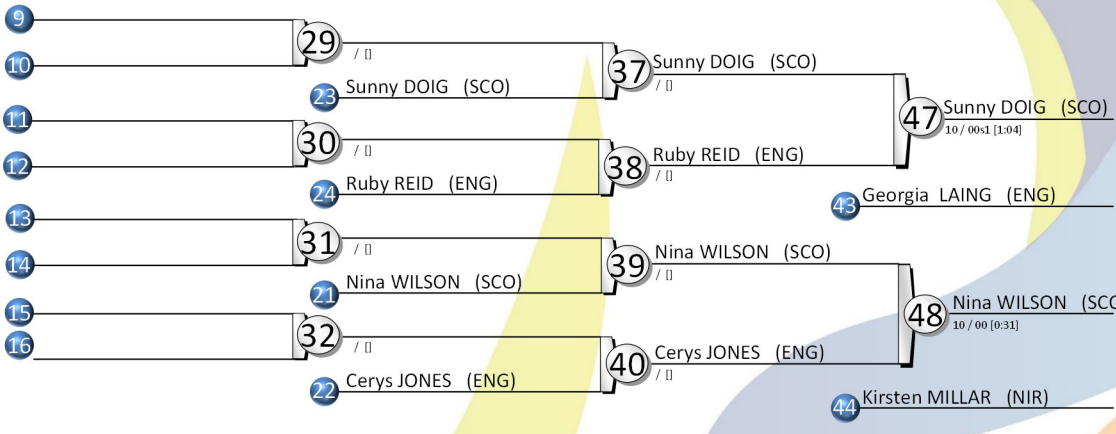 9
29
/ []
10
23 Sunny DOIG (SCO)
37 Sunny DOIG (SCO)
/ []
11
30
/ []
12
24 Ruby REID (ENG)
38 Ruby REID (ENG)
/ []
47 Sunny DOIG (SCO)
10 / 00s1 [1:04]
43 Georgia LAING (ENG)
13
31
/ []
14
21 Nina WILSON (SCO)
39 Nina WILSON (SCO)
/ []
15
32
/ []
16
22 Cerys JONES (ENG)
40 Cerys JONES (ENG)
/ []
48 Nina WILSON (SCO
10 / 00 [0:31]
44 Kirsten MILLAR (NIR)